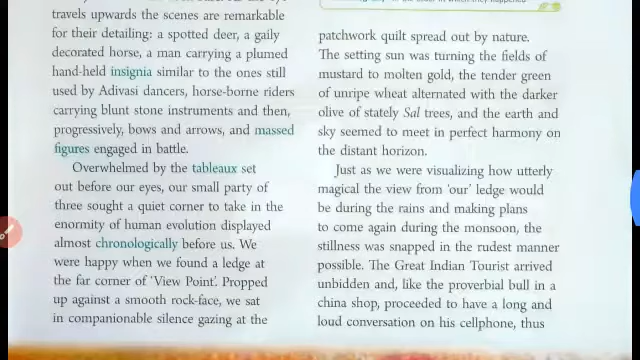 travels upwards the scenes are remarkable
for their detailing: a spotted deer, a gaily
decorated horse, a man carrying a plumed
hand-held insignia similar to the ones still
used by Adivasi dancers, horse-borne riders
carrying blunt stone instruments and then,
progressively, bows and arrows, and massed
figures engaged in battle.
Overwhelmed by the tableaux set
out before our eyes, our small party of
three sought a quiet corner to take in the
enormity of human evolution displayed
almost chronologically before us. We
were happy when we found a ledge at
the far corner of 'View Point'. Propped
up against a smooth rock-face, we sat
in companionable silence gazing at the
patchwork quilt spread out by nature.
The setting sun was turning the fields of
mustard to molten gold, the tender green
of unripe wheat alternated with the darker
olive of stately Sal trees, and the earth and
sky seemed to meet in perfect harmony on
the distant horizon.
Just as we were visualizing how utterly
magical the view from 'our' ledge would
be during the rains and making plans
to come again during the monsoon, the
stillness was snapped in the rudest manner
possible. The Great Indian Tourist arrived
unbidden and, like the proverbial bull in a
china shop, proceeded to have a long and
loud conversation on his cellphone, thus